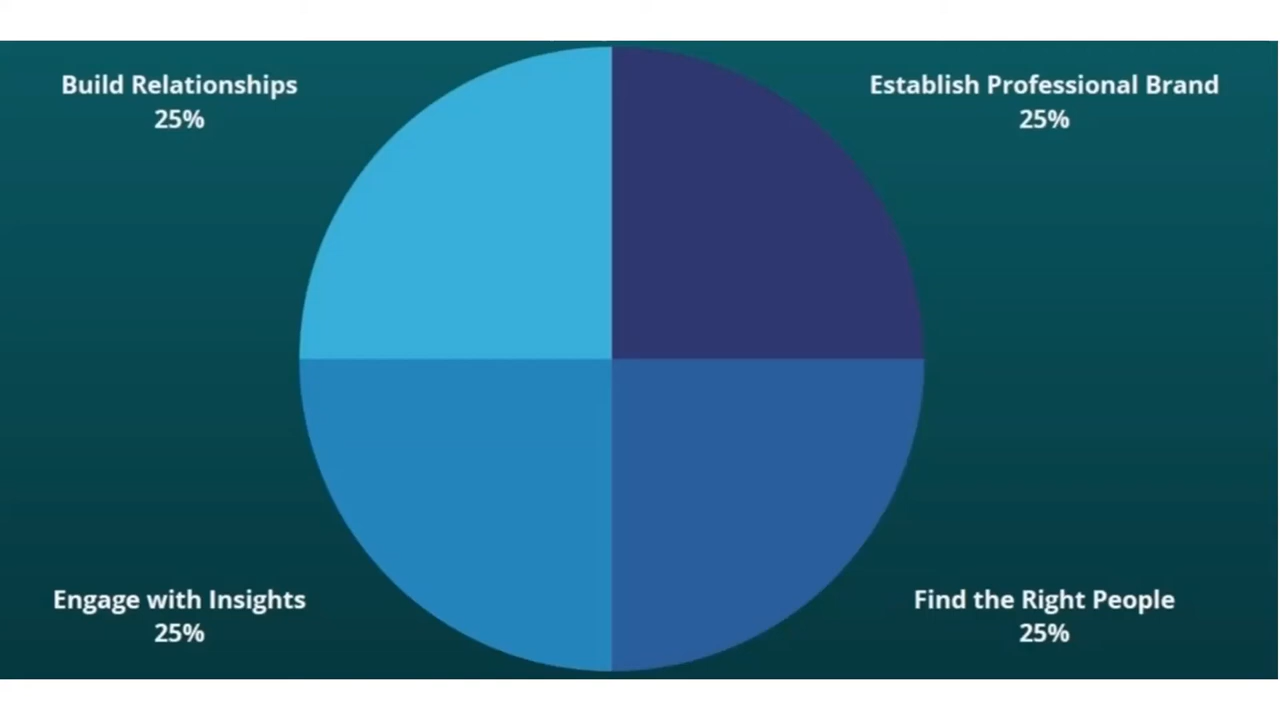 Build Relationships
25%
Establish Professional Brand
25%
Engage with Insights
25%
Find the Right People
25%